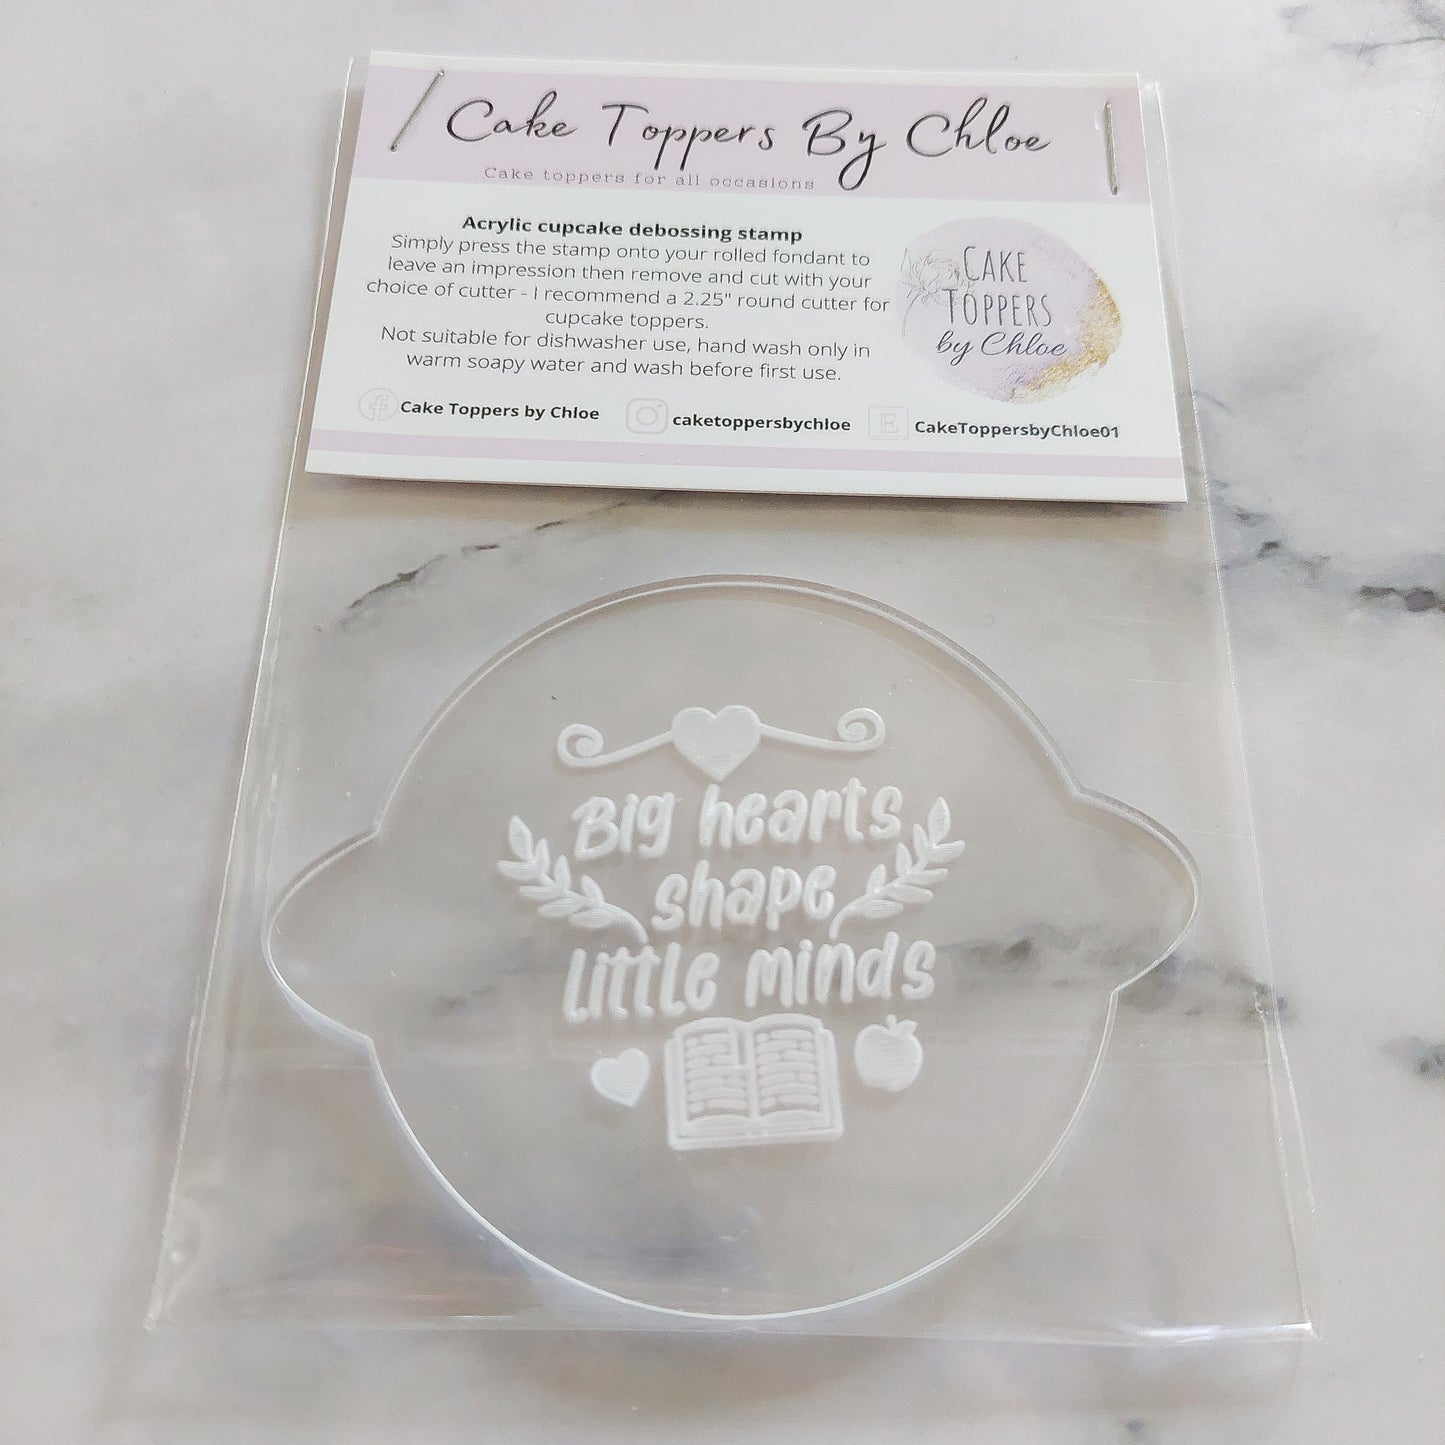 Cake Toppers By Chloe
Cake toppers for all occasions
Acrylic cupcake debossing stamp
Simply press the stamp onto your rolled fondant to
leave an impression then remove and cut with your
choice of cutter - I recommend a 2.25" round cutter for
cupcake toppers.
Not suitable for dishwasher use, hand wash only in
warm soapy water and wash before first use.
CAKE
TOPPERS
by Chloe
Cake Toppers by Chloe
caketoppersbychloe
E
CakeToppersbyChloe01
Big hearts
shape
little minds